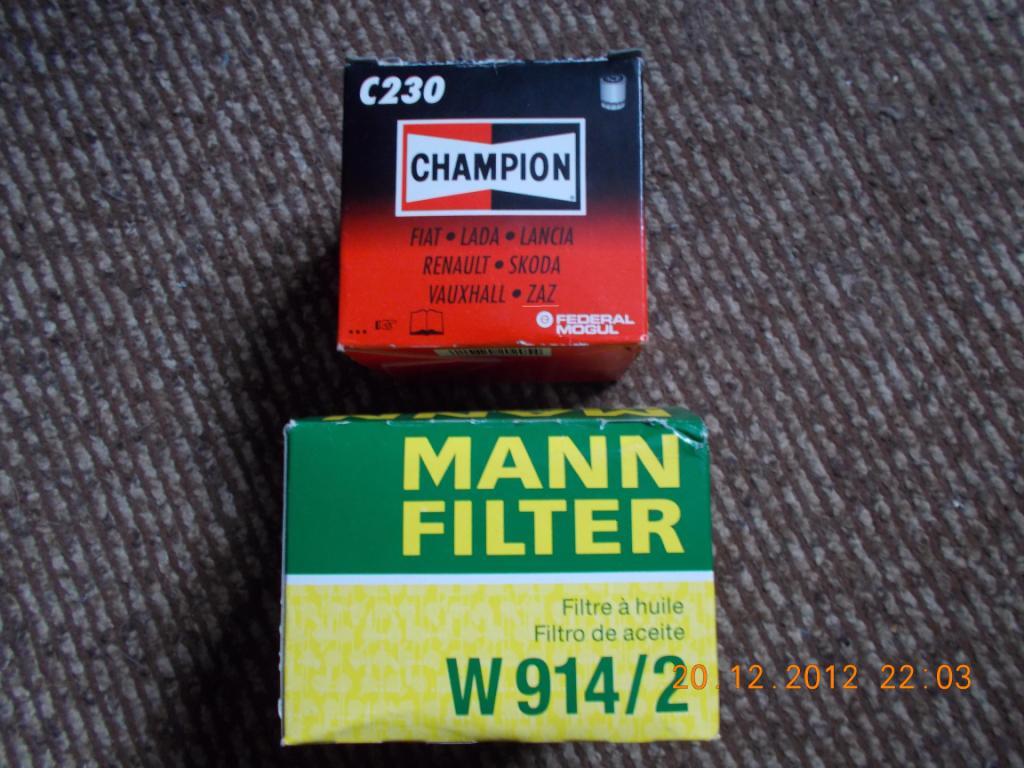 C230
CHAMPION
FIAT • LADA • LANCIA
RENAULT • SKODA
VAUXHALL • ZAZ
...
FEDERAL
MOGUL
MANN
MANN
FILTER
Filtre à huile
Filtro de aceite
W 914/2
20.12.2012 22:03